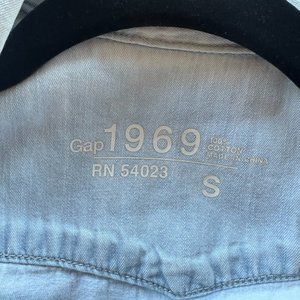 Gap 1969
COTTON
MADE IN CHINA
RN 54023
S